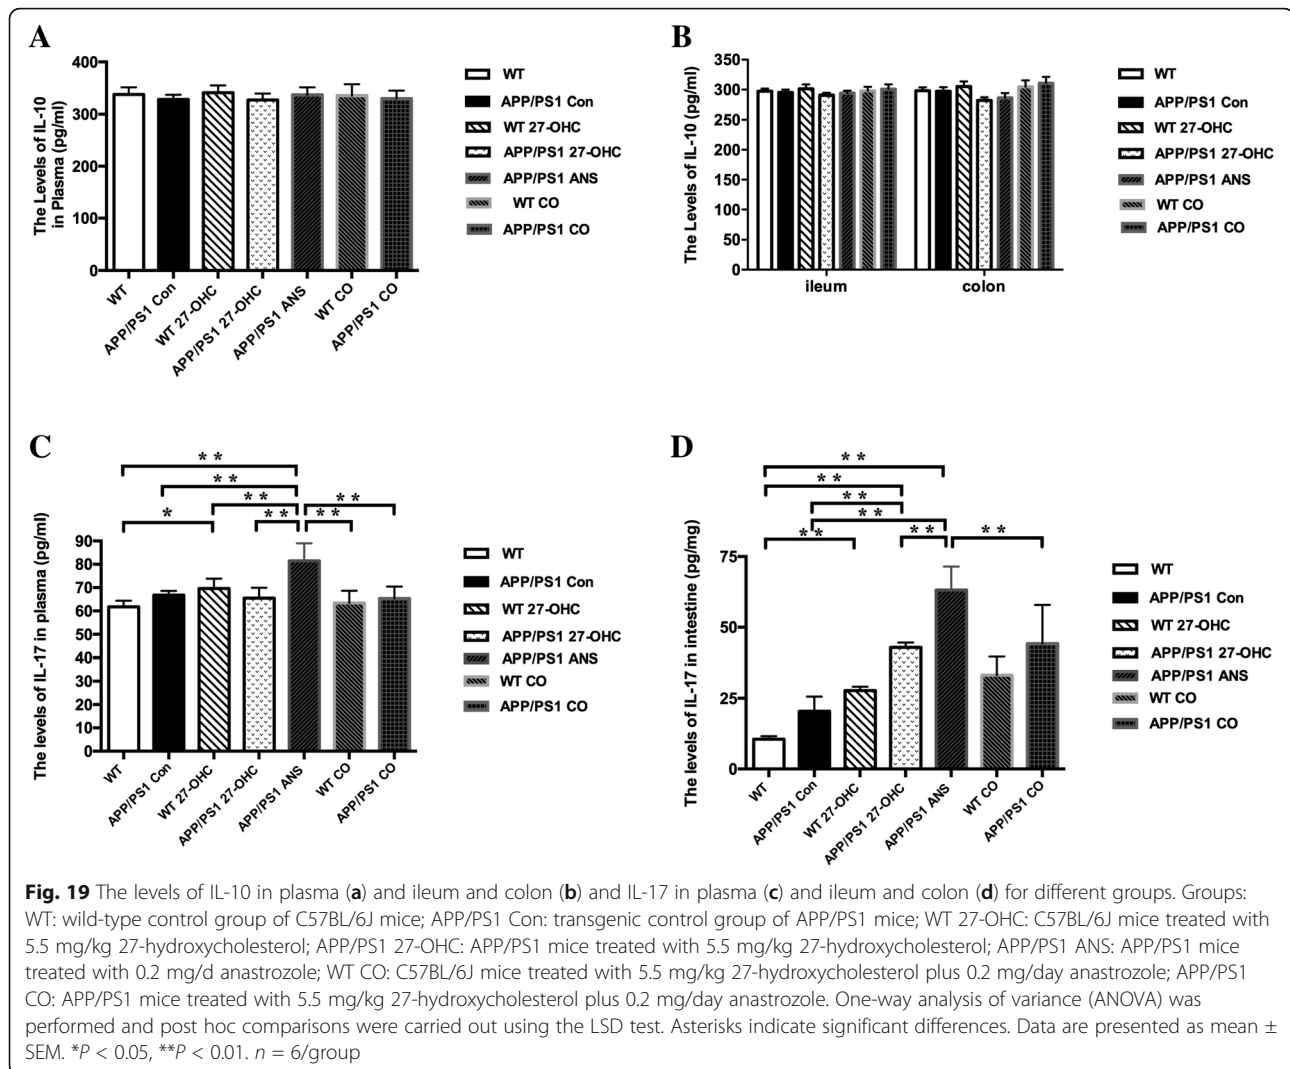 A
The Levels of IL-10
in Plasma (pg/ml)
400
300
200
100
0
WT
APP/PS1 Con
WT 27-OHC
APP/PS1 27-OHC
APP/PS1 ANS
WT CO
APP/PS1 CO
WT
APP/PS1 Con
WT 27-OHC
APP/PS1 27-OHC
APP/PS1 ANS
WT CO
APP/PS1 CO
B
The Levels of IL-10 (pg/ml)
350
300
250
200
150
100
50
0
ileum
colon
WT
APP/PS1 Con
WT 27-OHC
APP/PS1 27-OHC
APP/PS1 ANS
WT CO
APP/PS1 CO
C
* *
* *
* *
* *
*
* *
* *
The levels of IL-17 in plasma (pg/ml)
90
80
70
60
50
40
30
20
10
0
WT
APP/PS1 Con
WT 27-OHC
APP/PS1 27-OHC
APP/PS1 ANS
WT CO
APP/PS1 CO
WT
APP/PS1 Con
WT 27-OHC
APP/PS1 27-OHC
APP/PS1 ANS
WT CO
APP/PS1 CO
D
* *
* *
* *
* *
* *
* *
* *
The levels of IL-17 in intestine (pg/mg)
75
50
25
0
WT
APP/PS1 Con
WT 27-OHC
APP/PS1 27-OHC
APP/PS1 ANS
WT CO
APP/PS1 CO
WT
APP/PS1 Con
WT 27-OHC
APP/PS1 27-OHC
APP/PS1 ANS
WT CO
APP/PS1 CO
Fig. 19 The levels of IL-10 in plasma (a) and ileum and colon (b) and IL-17 in plasma (c) and ileum and colon (d) for different groups. Groups:
WT: wild-type control group of C57BL/6J mice; APP/PS1 Con: transgenic control group of APP/PS1 mice; WT 27-OHC: C57BL/6J mice treated with
5.5 mg/kg 27-hydroxycholesterol; APP/PS1 27-OHC: APP/PS1 mice treated with 5.5 mg/kg 27-hydroxycholesterol; APP/PS1 ANS: APP/PS1 mice
treated with 0.2 mg/d anastrozole; WT CO: C57BL/6J mice treated with 5.5 mg/kg 27-hydroxycholesterol plus 0.2 mg/day anastrozole; APP/PS1
CO: APP/PS1 mice treated with 5.5 mg/kg 27-hydroxycholesterol plus 0.2 mg/day anastrozole. One-way analysis of variance (ANOVA) was
performed and post hoc comparisons were carried out using the LSD test. Asterisks indicate significant differences. Data are presented as mean ±
SEM. *P < 0.05, **P < 0.01. n = 6/group